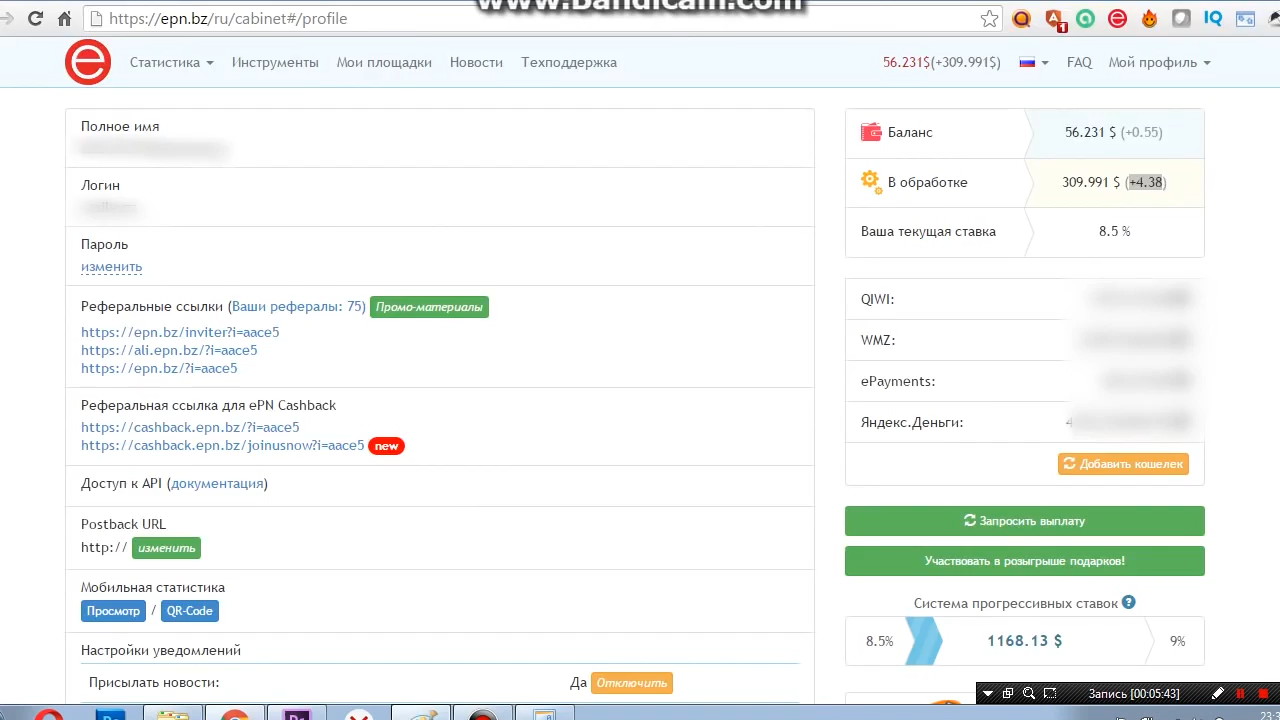 www.Bandicam.com
https://epn.bz/ru/cabinet#/profile
1
IQ
e
Статистика
Инструменты
Мои площадки
Новости
Техподдержка
56.231$(+309.991$)
FAQ
Мой профиль
Полное имя
Логин
Пароль
изменить
Реферальные ссылки (Ваши рефералы: 75) Промо-материалы
https://epn.bz/inviter?i=aace5
https://ali.epn.bz/?i=aace5
https://epn.bz/?i=aace5
Реферальная ссылка для ePN Cashback
https://cashback.epn.bz/?i=aace5
https://cashback.epn.bz/joinusnow?i=aace5 new
Доступ к API (документация)
Postback URL
http:// изменить
Мобильная статистика
Просмотр / QR-Code
Настройки уведомлений
Присылать новости:
Да Отключить
Баланс
56.231 $ (+0.55)
В обработке
309.991 $ (+4.38)
Ваша текущая ставка
8.5 %
QIWI:
WMZ:
ePayments:
Яндекс.Деньги:
4
Добавить кошелек
Запросить выплату
Участвовать в розыгрыше подарков!
Система прогрессивных ставок ?
8.5%
1168.13 $
9%
Запись [00:05:43]